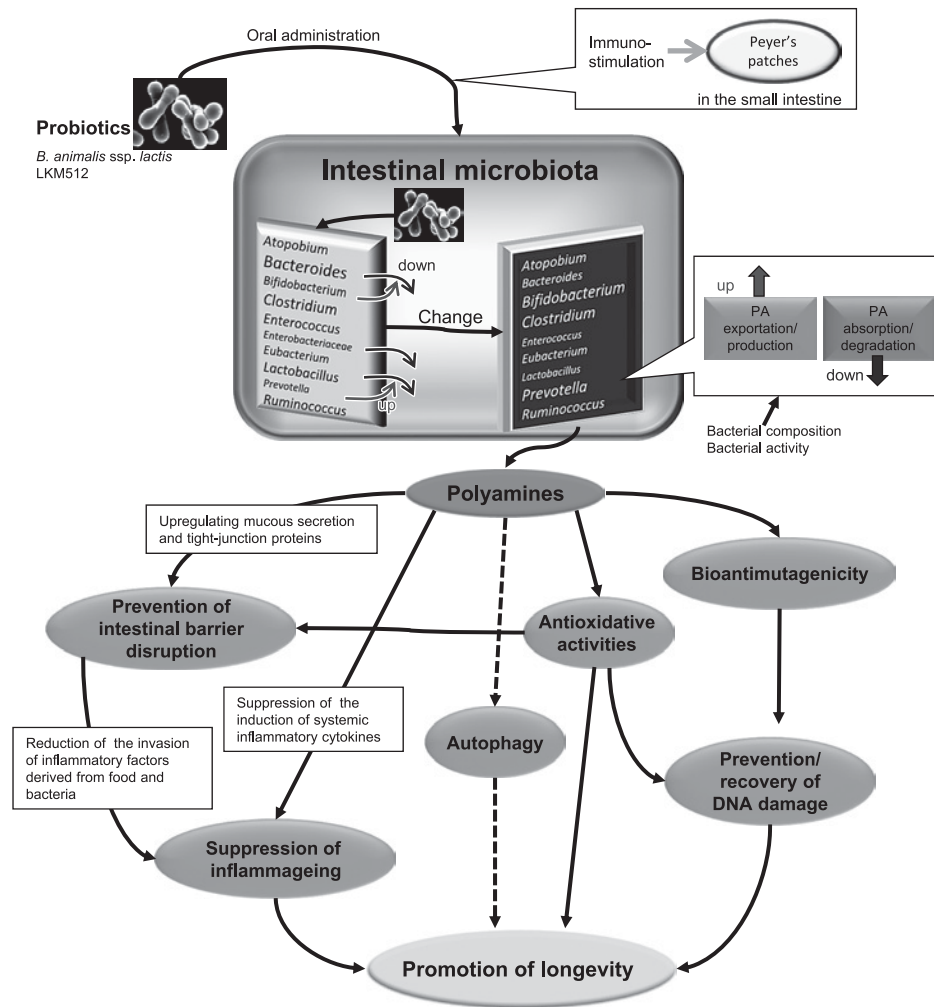 Oral administration
Immuno-
stimulation
Peyer's
patches
in the small intestine
Probiotics
B. animalis ssp. lactis
LKM512
Intestinal microbiota
Atopobium
Bacteroides
Bifidobacterium
Clostridium
Enterococcus
Enterobacteriaceae
Eubacterium
Lactobacillus
Prevotella
Ruminococcus
down
Change
up
Atopobium
Bacteroides
Bifidobacterium
Clostridium
Enterococcus
Eubacterium
Lactobacillus
Prevotella
Ruminococcus
up
PA
exportation/
production
PA
absorption/
degradation
down
Bacterial composition
Bacterial activity
Polyamines
Upregulating mucous secretion
and tight-junction proteins
Bioantimutagenicity
Prevention of
intestinal barrier
disruption
Antioxidative
activities
Suppression of the
induction of systemic
inflammatory cytokines
Autophagy
Reduction of the invasion
of inflammatory factors
derived from food and
bacteria
Prevention/
recovery of
DNA damage
Suppression of
inflammageing
Promotion of longevity